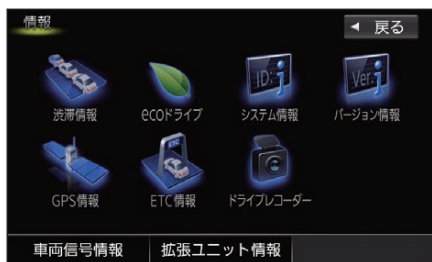 情報
◀ 戻る
ID:i
Ver.i
渋滞情報
ecoドライブ
システム情報
バージョン情報
ETC
GPS情報
ETC情報
ドライブレコーダー
車両信号情報
拡張ユニット情報